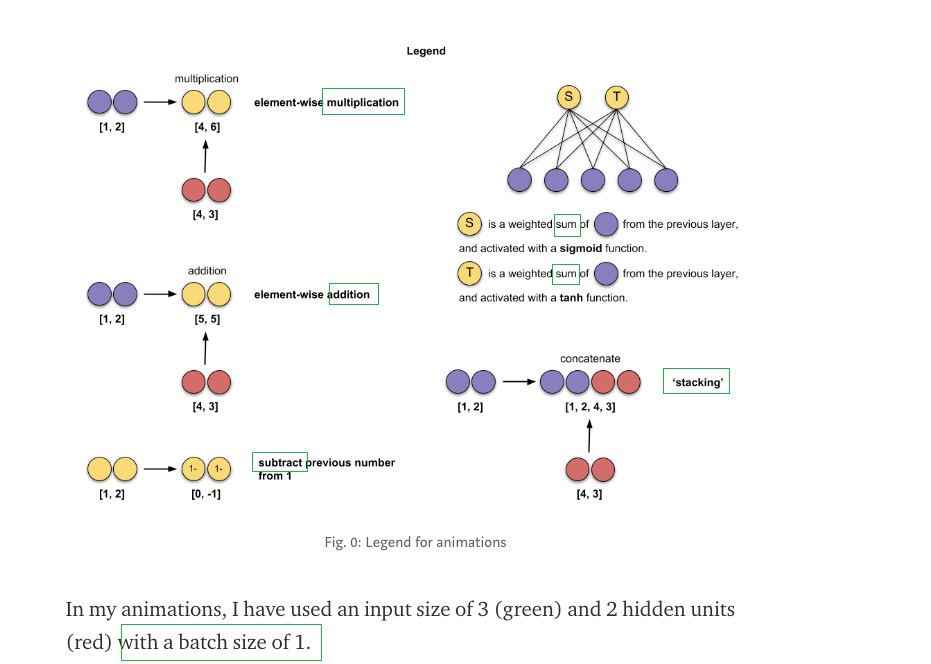 Legend
multiplication
element-wise multiplication
[1, 2]
[4, 6]
[4, 3]
addition
element-wise addition
[1, 2]
[5, 5]
[4, 3]
1-
1-
subtract previous number
from 1
[1, 2]
[0, -1]
S
T
S is a weighted sum of from the previous layer,
and activated with a sigmoid function.
T is a weighted sum of from the previous layer,
and activated with a tanh function.
concatenate
'stacking'
[1, 2]
[1, 2, 4, 3]
[4, 3]
Fig. 0: Legend for animations
In my animations, I have used an input size of 3 (green) and 2 hidden units
(red) with a batch size of 1.